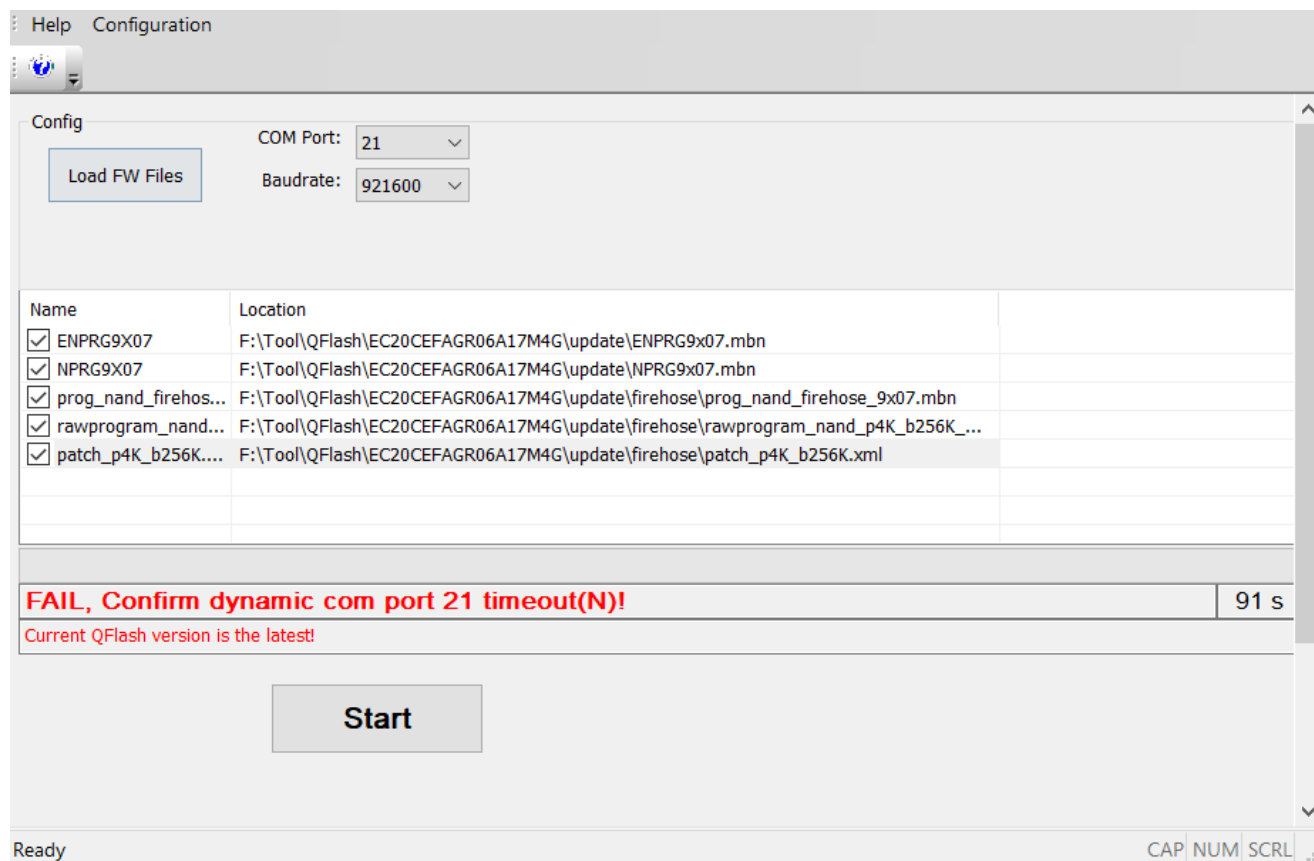 Help Configuration
Config
COM Port: 21
Load FW Files
Baudrate: 921600
Name Location
ENPRG9X07 F:\Tool\QFlash\EC20CEFAGR06A17M4G\update\ENPRG9x07.mbn
NPRG9X07 F:\Tool\QFlash\EC20CEFAGR06A17M4G\update\NPRG9x07.mbn
prog_nand_firehos... F:\Tool\QFlash\EC20CEFAGR06A17M4G\update\firehose\prog_nand_firehose_9x07.mbn
rawprogram_nand... F:\Tool\QFlash\EC20CEFAGR06A17M4G\update\firehose\rawprogram_nand_p4K_b256K_...
patch_p4K_b256K.... F:\Tool\QFlash\EC20CEFAGR06A17M4G\update\firehose\patch_p4K_b256K.xml
FAIL, Confirm dynamic com port 21 timeout(N)! 91 s
Current QFlash version is the latest!
Start
Ready CAP NUM SCRL